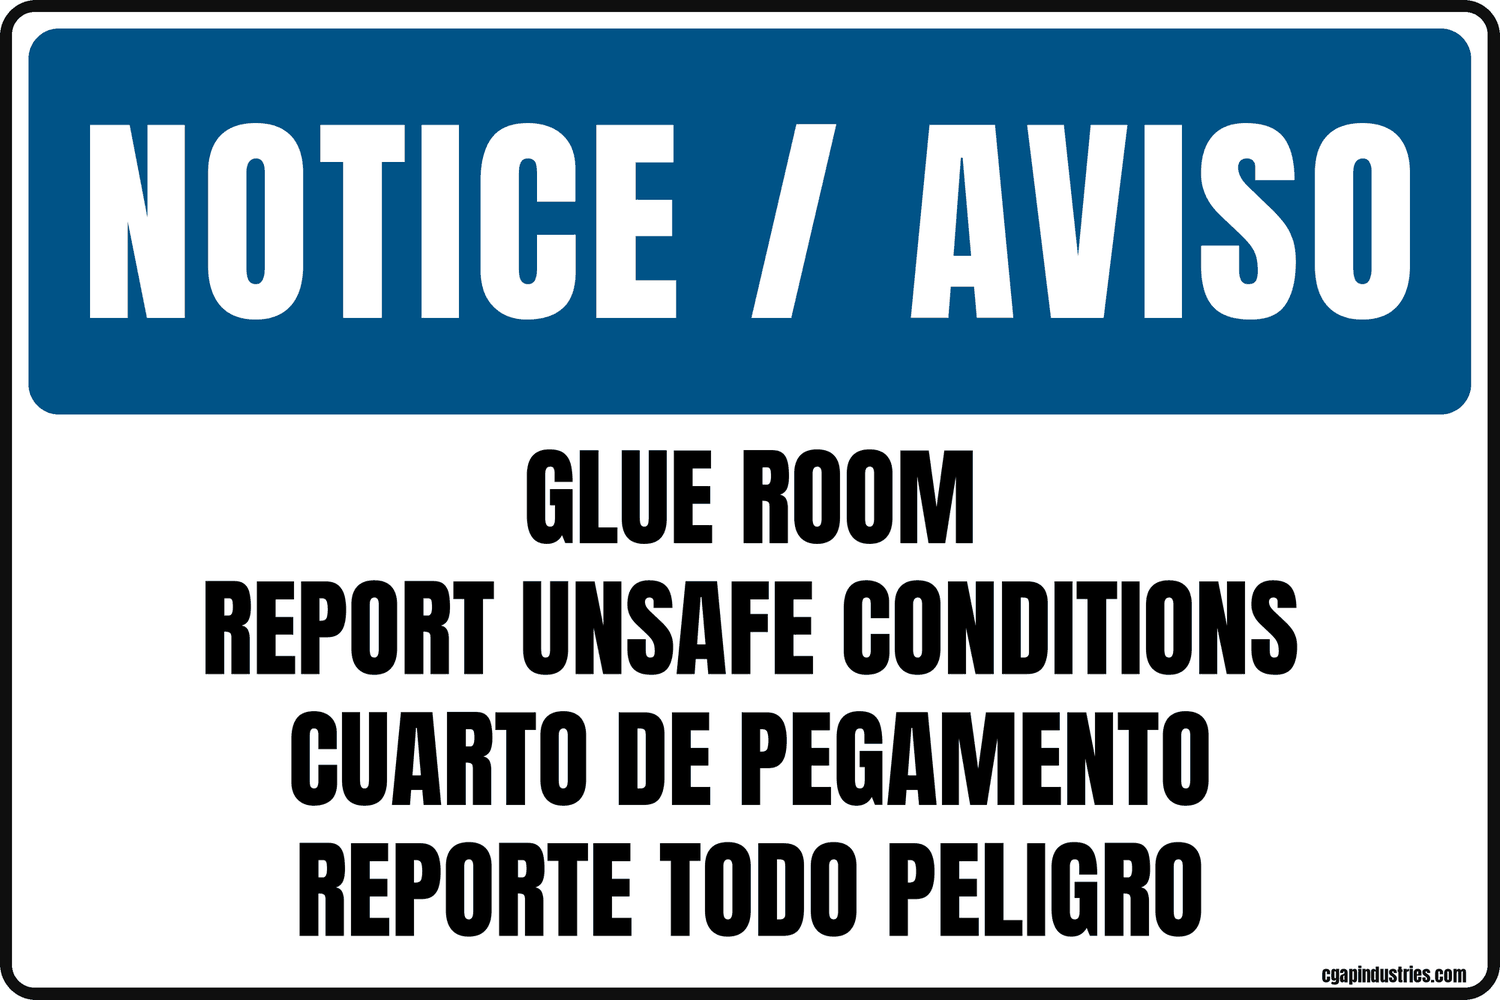 NOTICE / AVISO
GLUE ROOM
REPORT UNSAFE CONDITIONS
CUARTO DE PEGAMENTO
REPORTE TODO PELIGRO
cgapindustries.com